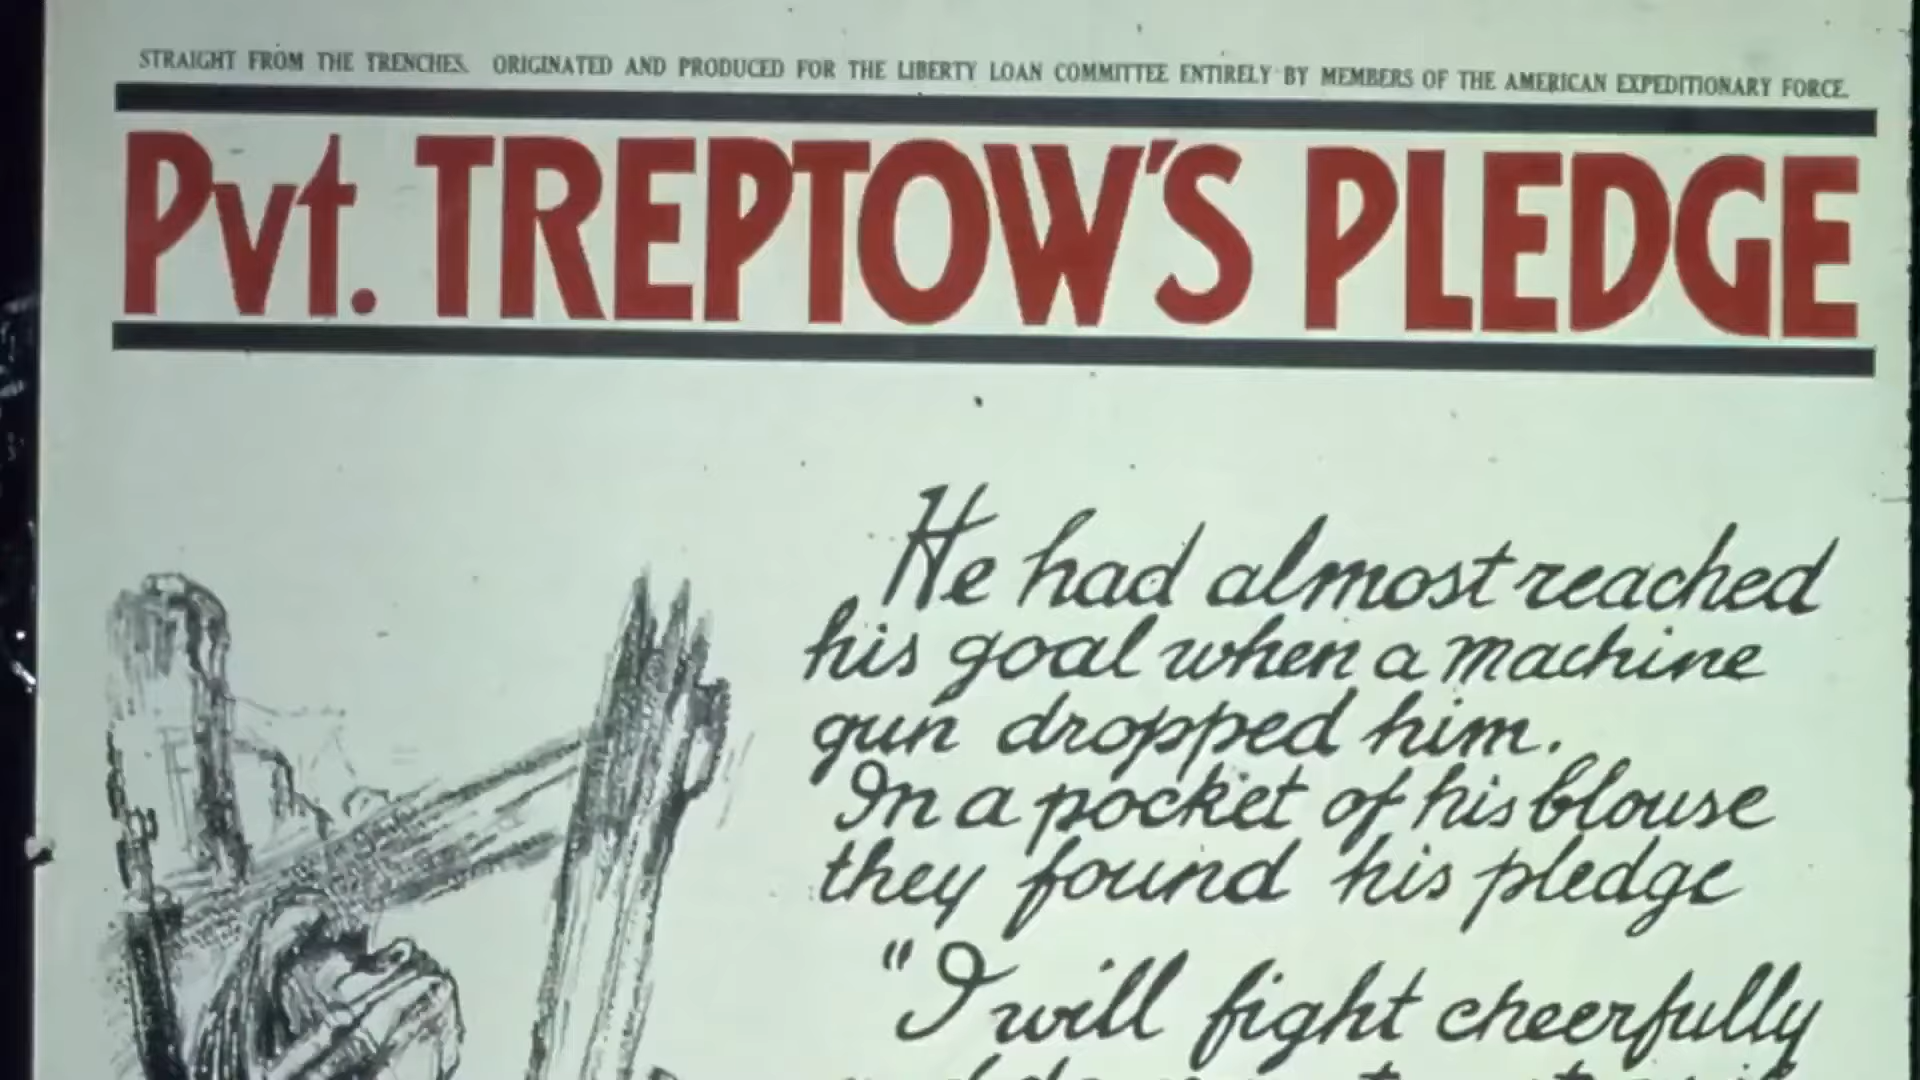 STRAIGHT FROM THE TRENCHES. ORIGINATED AND PRODUCED FOR THE LIBERTY LOAN COMMITTEE ENTIRELY BY MEMBERS OF THE AMERICAN EXPEDITIONARY FORCE.
Pvt. TREPTOW'S PLEDGE
He had almost reached
his goal when a machine
gun dropped him.
In a pocket of his blouse
they found his pledge
"I will fight cheerfully